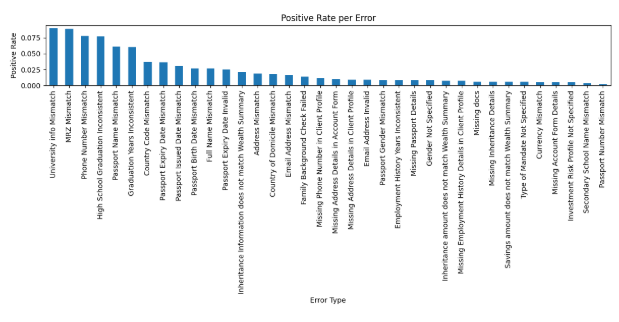 Positive Rate per Error
Positive Rate
0.075
0.050
0.025
0.000
University info Mismatch
MRZ Mismatch
Phone Number Mismatch
High School Graduation Inconsistent
Passport Name Mismatch
Graduation Years Inconsistent
Country Code Mismatch
Passport Expiry Date Mismatch
Passport Issued Date Mismatch
Passport Birth Date Mismatch
Full Name Mismatch
Passport Expiry Date Invalid
Inheritance Information does not match Wealth Summary
Address Mismatch
Country of Domicile Mismatch
Email Address Mismatch
Family Background Check Failed
Missing Phone Number in Client Profile
Missing Address Details in Account Form
Missing Address Details in Client Profile
Email Address Invalid
Passport Gender Mismatch
Employment History Years Inconsistent
Missing Passport Details
Gender Not Specified
Inheritance amount does not match Wealth Summary
Missing Employment History Details in Client Profile
Missing docs
Missing Inheritance Details
Savings amount does not match Wealth Summary
Type of Mandate Not Specified
Currency Mismatch
Missing Account Form Details
Investment Risk Profile Not Specified
Secondary School Name Mismatch
Passport Number Mismatch
Error Type